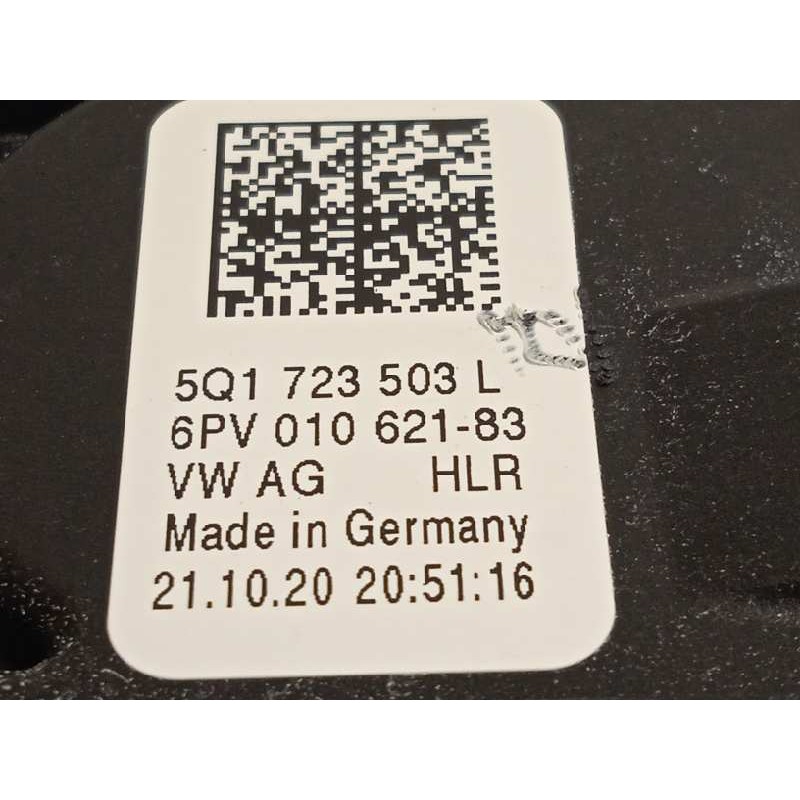 5Q1 723 503 L
6PV 010 621-83
VW AG HLR
Made in Germany
21.10.20 20:51:16